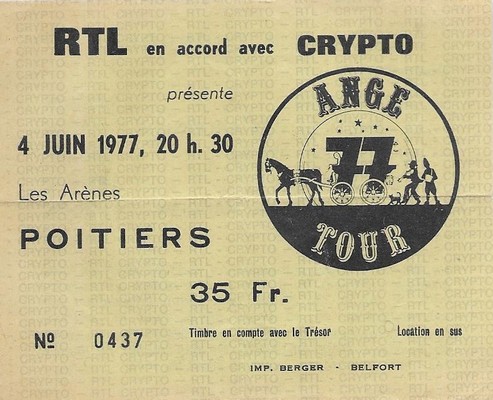 RTL en accord avec CRYPTO
présente
4 JUIN 1977, 20 h. 30
Les Arènes
POITIERS
ANGE
77
TOUR
35 Fr.
Nº 0437
Timbre en compte avec le Trésor
Location en sus
IMP. BERGER - BELFORT